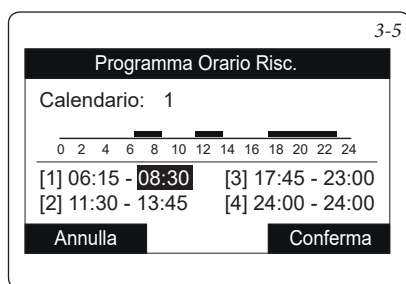 3-5
Programma Orario Risc.
Calendario: 1
0 2 4 6 8 10 12 14 16 18 20 22 24
[1] 06:15 - 08:30 [3] 17:45 - 23:00
[2] 11:30 - 13:45 [4] 24:00 - 24:00
Annulla Conferma